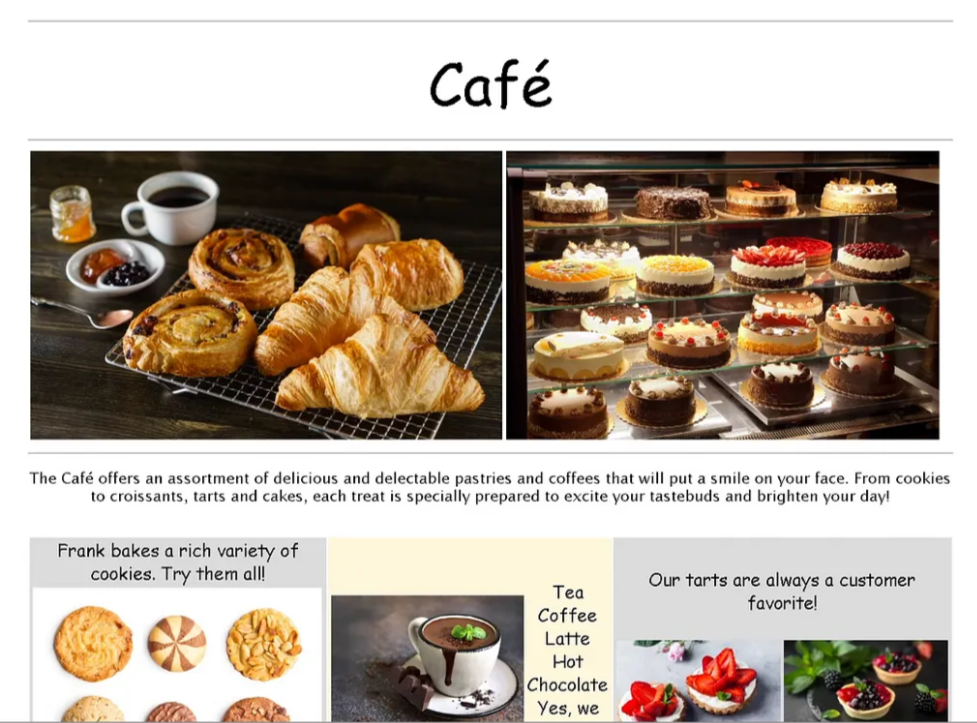 Café
The Café offers an assortment of delicious and delectable pastries and coffees that will put a smile on your face. From cookies
to croissants, tarts and cakes, each treat is specially prepared to excite your tastebuds and brighten your day!
Frank bakes a rich variety of
cookies. Try them all!
Tea
Coffee
Latte
Hot
Chocolate
Yes, we
Our tarts are always a customer
favorite!